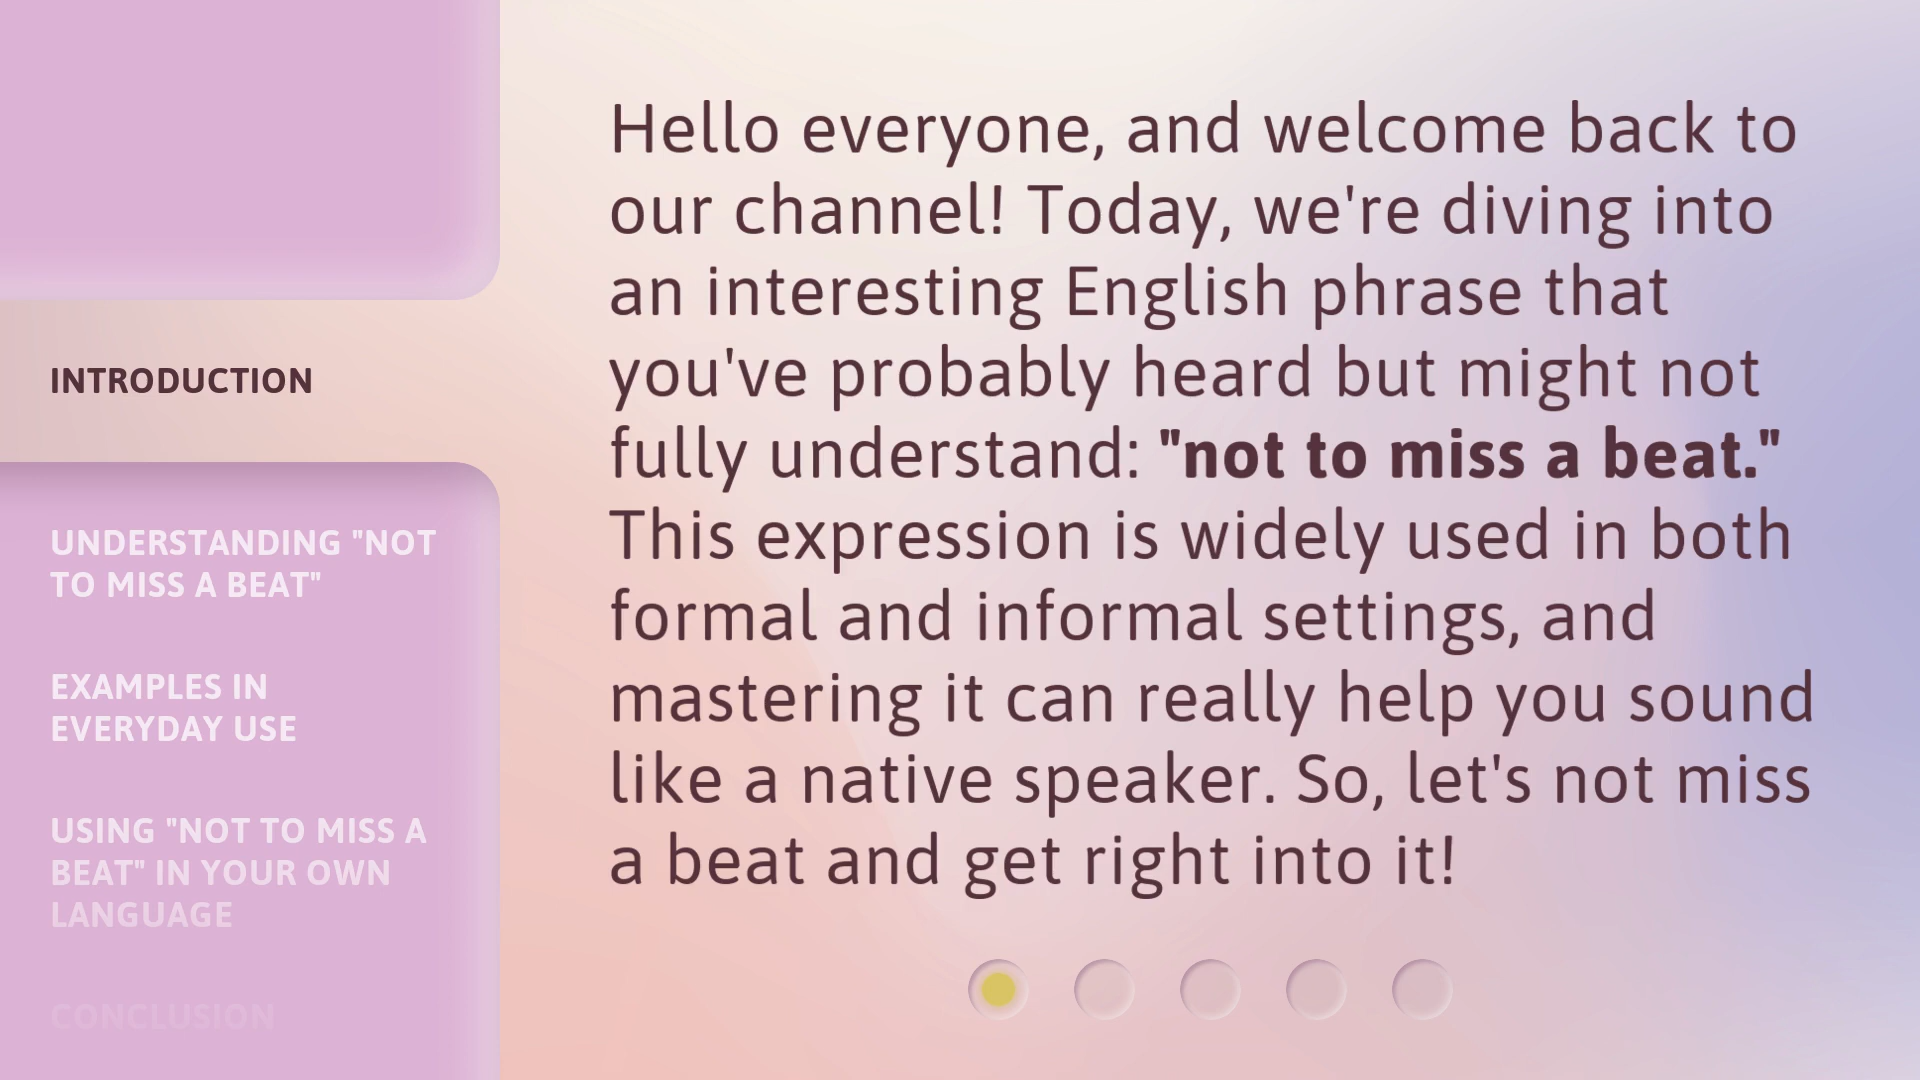 INTRODUCTION
UNDERSTANDING "NOT
TO MISS A BEAT"
EXAMPLES IN
EVERYDAY USE
USING "NOT TO MISS A
BEAT" IN YOUR OWN
LANGUAGE
CONCLUSION
Hello everyone, and welcome back to
our channel! Today, we're diving into
an interesting English phrase that
you've probably heard but might not
fully understand: "not to miss a beat."
This expression is widely used in both
formal and informal settings, and
mastering it can really help you sound
like a native speaker. So, let's not miss
a beat and get right into it!